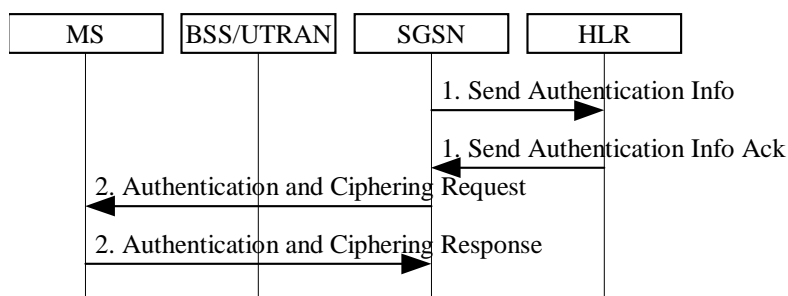 MS BSS/UTRAN SGSN HLR
1. Send Authentication Info
1. Send Authentication Info Ack
2. Authentication and Ciphering Request
2. Authentication and Ciphering Response